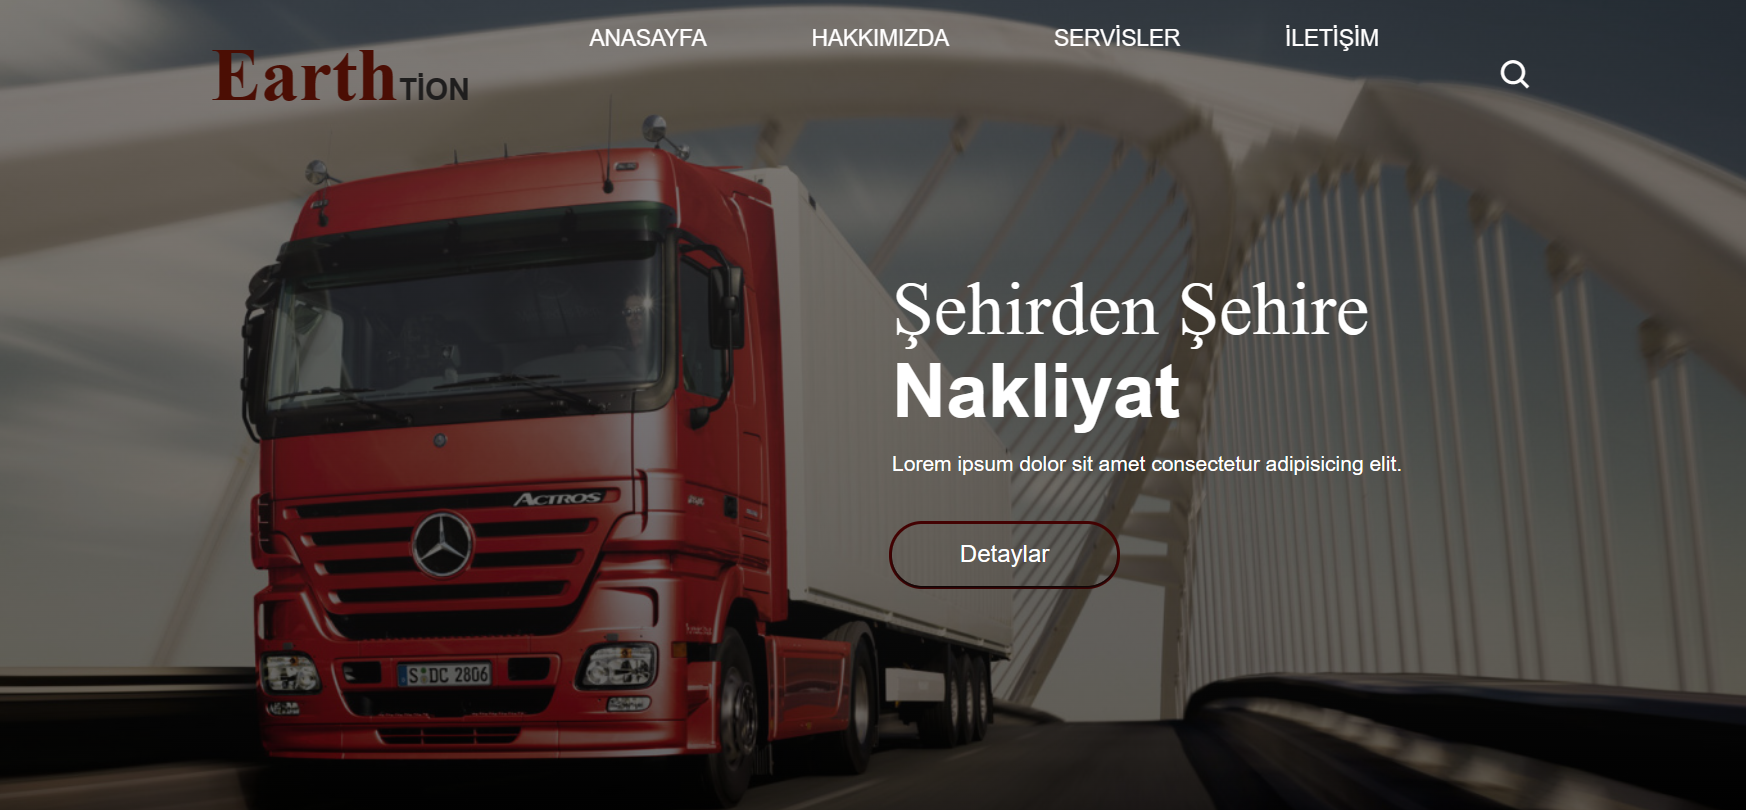 ANASAYFA HAKKIMIZDA SERVİSLER İLETİŞİM
EarthTİON
Şehirden Şehire
Nakliyat
Lorem ipsum dolor sit amet consectetur adipisicing elit.
ACTROS
Detaylar
S DC 2806